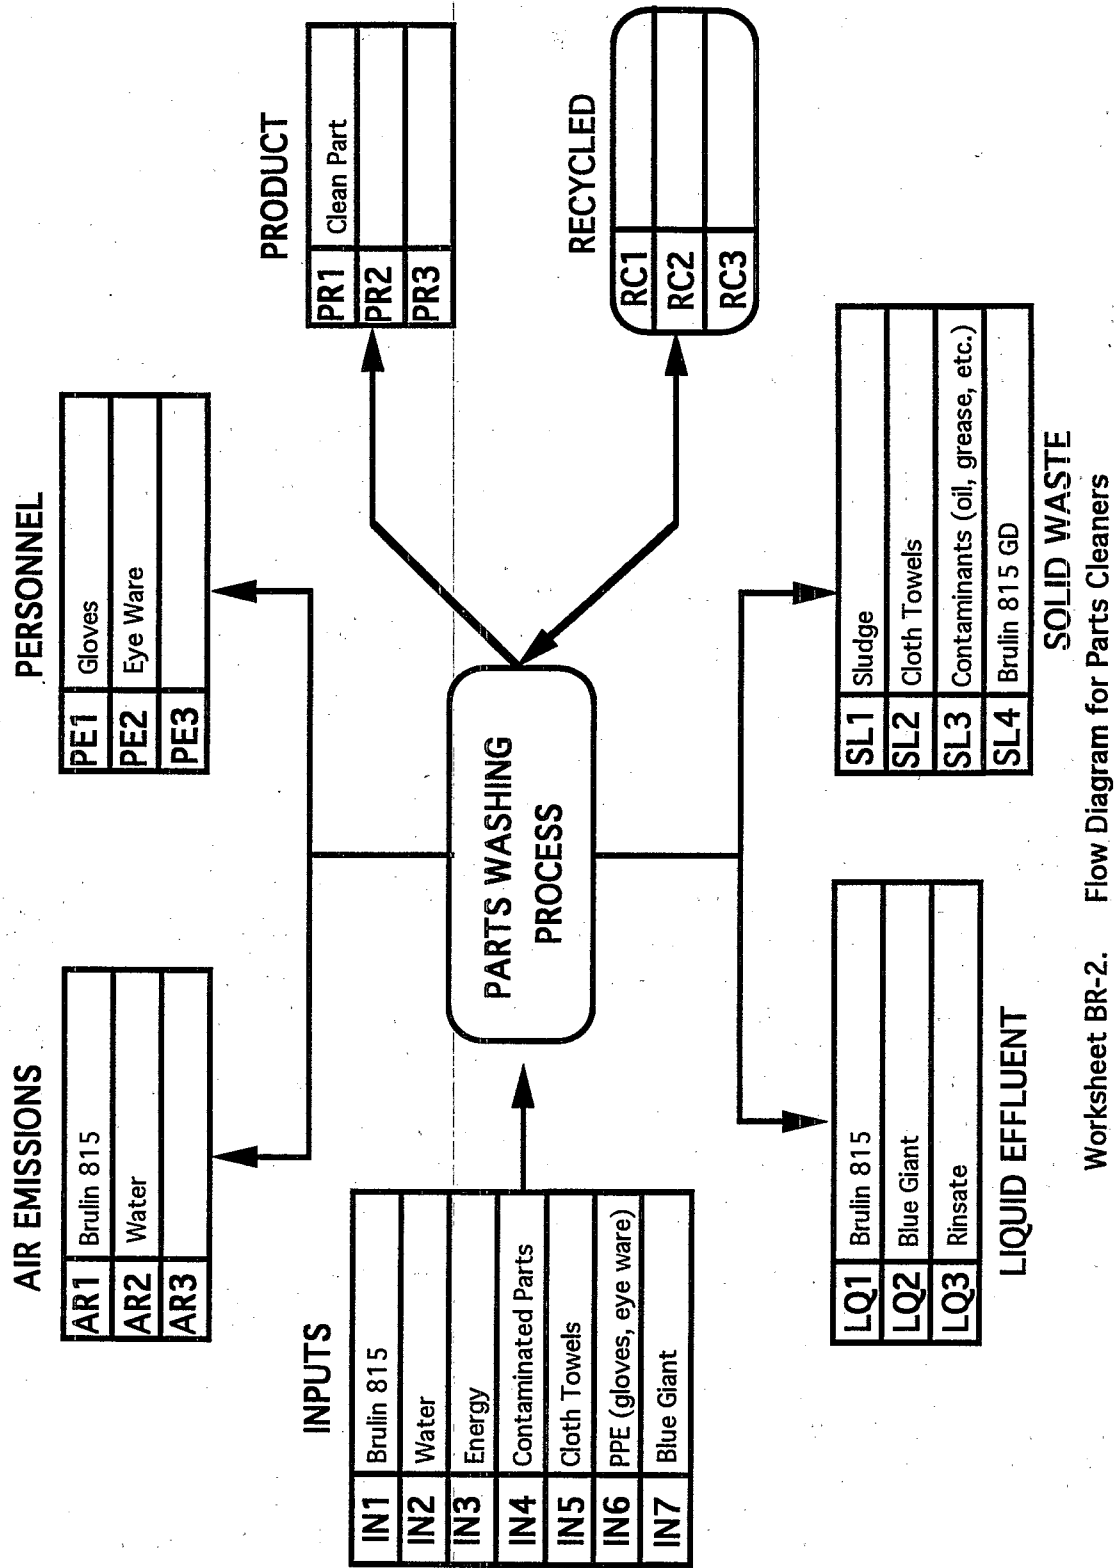 AIR EMISSIONS
AR1 Brulin 815
AR2 Water
AR3
PERSONNEL
PE1 Gloves
PE2 Eye Ware
PE3
INPUTS
IN1 Brulin 815
IN2 Water
IN3 Energy
IN4 Contaminated Parts
IN5 Cloth Towels
IN6 PPE (gloves, eye ware)
IN7 Blue Giant
PARTS WASHING
PROCESS
PRODUCT
PR1 Clean Part
PR2
PR3
RECYCLED
RC1
RC2
RC3
LQ1 Brulin 815
LQ2 Blue Giant
LQ3 Rinsate
LIQUID EFFLUENT
SL1 Sludge
SL2 Cloth Towels
SL3 Contaminants (oil, grease, etc.)
SL4 Brulin 815 GD
SOLID WASTE
Worksheet BR-2. Flow Diagram for Parts Cleaners